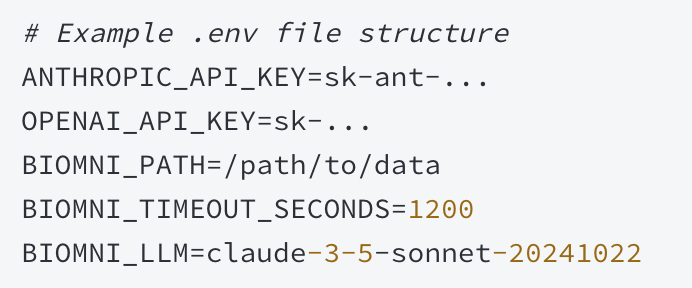 # Example .env file structure
ANTHROPIC_API_KEY=sk-ant-...
OPENAI_API_KEY=sk-...
BIOMNI_PATH=/path/to/data
BIOMNI_TIMEOUT_SECONDS=1200
BIOMNI_LLM=claude-3-5-sonnet-20241022